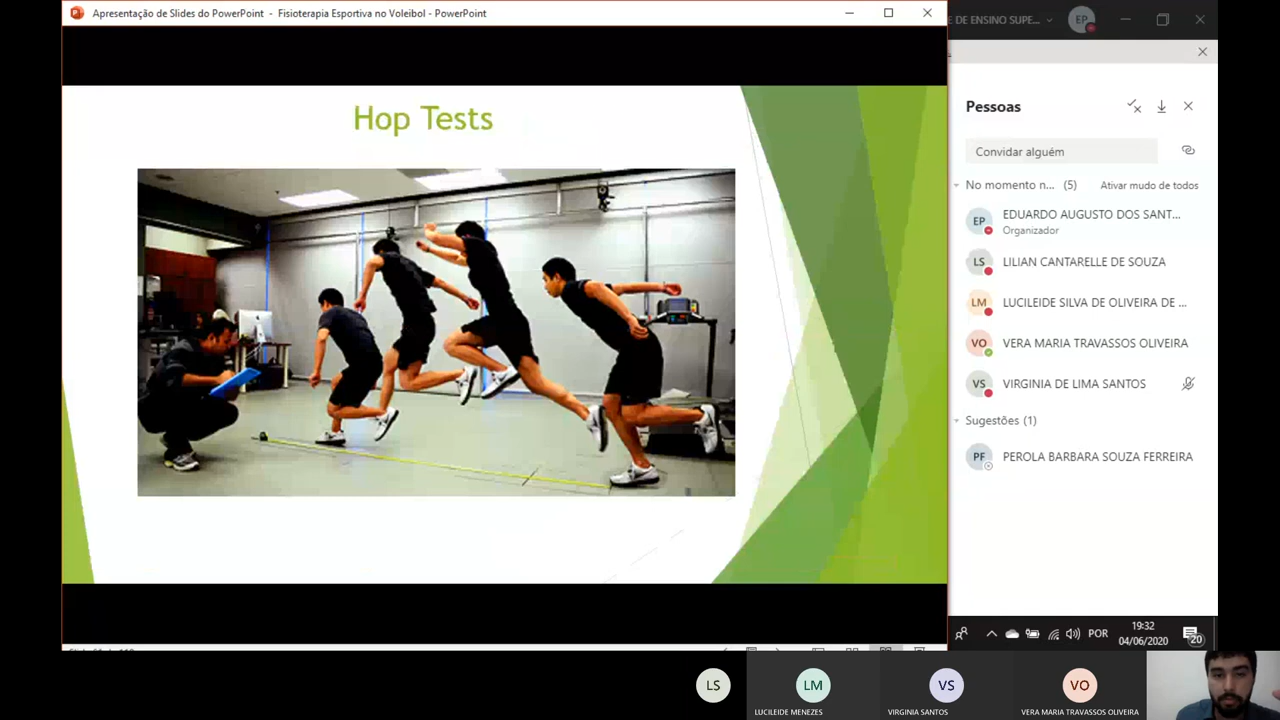 Apresentação de Slides do PowerPoint - Fisioterapia Esportiva no Voleibol - PowerPoint
E DE ENSINO SUPE...
EP
Hop Tests
Pessoas
Convidar alguém
No momento n... (5)
Ativar mudo de todos
EP
EDUARDO AUGUSTO DOS SANT...
Organizador
LS
LILIAN CANTARELLE DE SOUZA
LM
LUCILEIDE SILVA DE OLIVEIRA DE ...
VO
VERA MARIA TRAVASSOS OLIVEIRA
VS
VIRGINIA DE LIMA SANTOS
Sugestões (1)
PF
PEROLA BARBARA SOUZA FERREIRA
POR
19:32
04/06/2020
20
LS
LM
LUCILEIDE MENEZES
VS
VIRGINIA SANTOS
VO
VERA MARIA TRAVASSOS OLIVEIRA